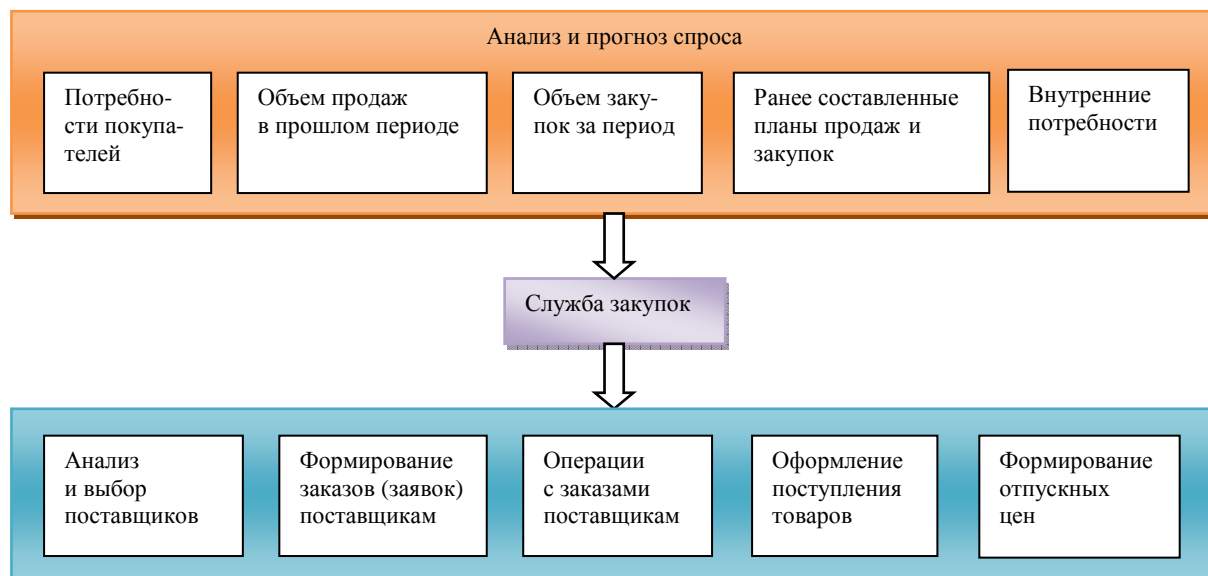 Анализ и прогноз спроса
Потребно-
сти покупа-
телей
Объем продаж
в прошлом периоде
Объем заку-
пок за период
Ранее составленные
планы продаж и
закупок
Внутренние
потребности
Служба закупок
Анализ
и выбор
поставщиков
Формирование
заказов (заявок)
поставщикам
Операции
с заказами
поставщикам
Оформление
поступления
товаров
Формирование
отпускных
цен